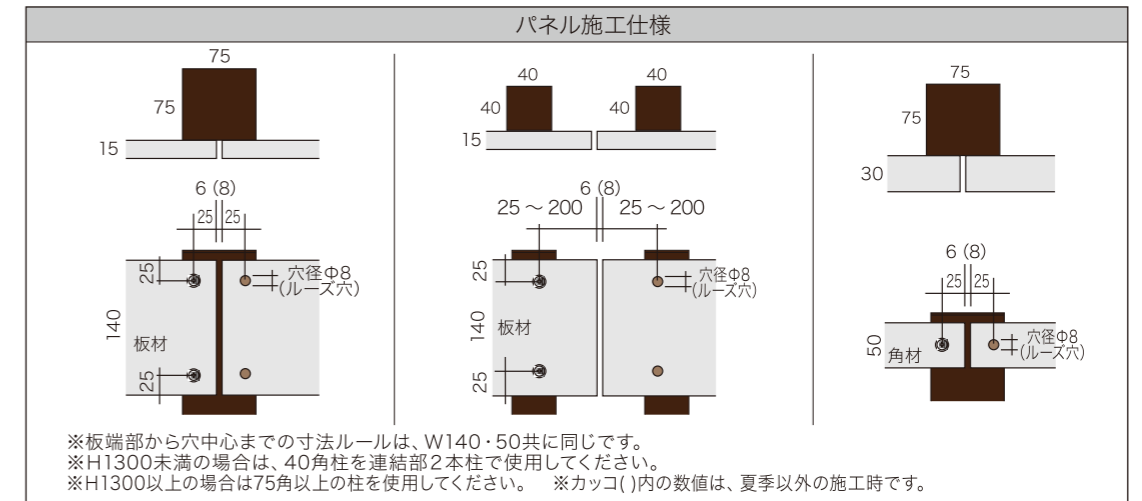 パネル施工仕様
75
75
15
6（8）
25 25
25
穴径Φ8
(ルーズ穴)
140
板材
25
40 40
40 40
15
6（8）
25～200 25～200
25
穴径Φ8
(ルーズ穴)
140
板材
25
75
75
30
6（8）
25 25
穴径Φ8
(ルーズ穴)
50
角材
※板端部から穴中心までの寸法ルールは、W140・50共に同じです。
※H1300未満の場合は、40角柱を連結部2本柱で使用してください。
※H1300以上の場合は75角以上の柱を使用してください。 ※カッコ( )内の数値は、夏季以外の施工時です。